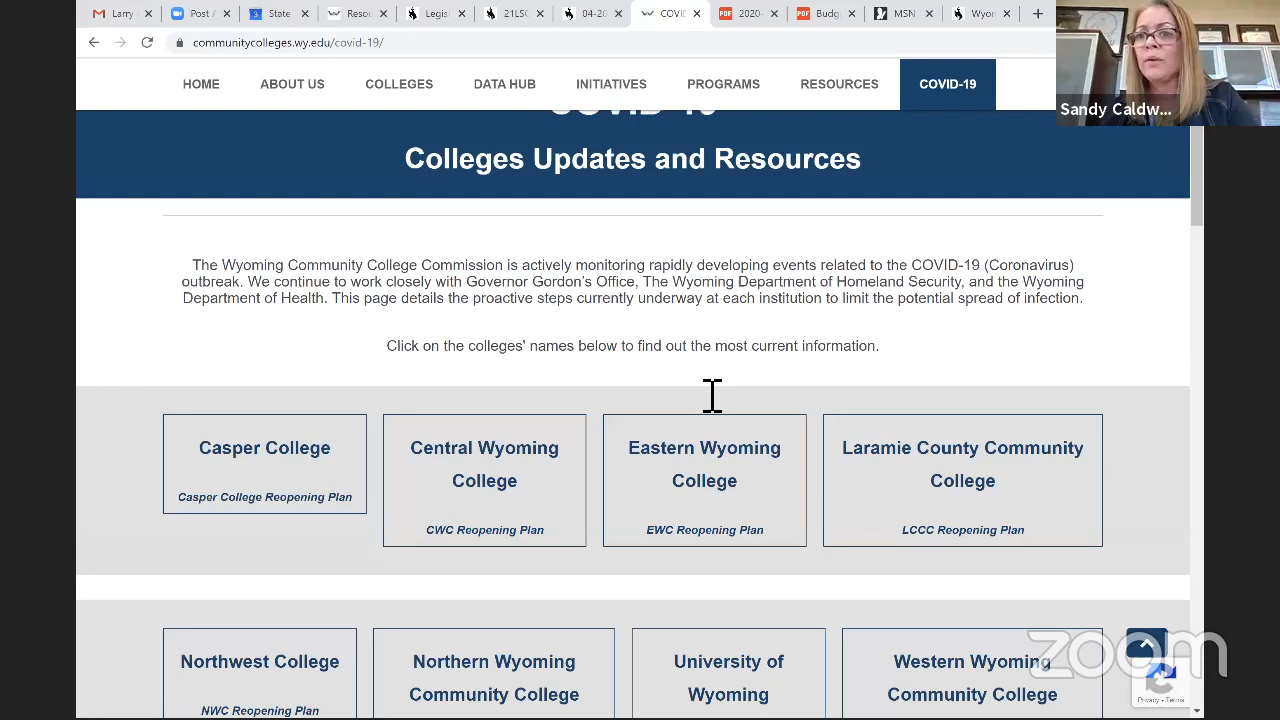 Larry
Post A
State
Ba
Legisl
04-20
COVI
2020
Budg
MSN
Wyon
communitycolleges.wy.edu/covid-19/
HOME
ABOUT US
COLLEGES
DATA HUB
INITIATIVES
PROGRAMS
RESOURCES
COVID-19
Sandy Caldw...
COVID-19
Colleges Updates and Resources
The Wyoming Community College Commission is actively monitoring rapidly developing events related to the COVID-19 (Coronavirus)
outbreak. We continue to work closely with Governor Gordon's Office, The Wyoming Department of Homeland Security, and the Wyoming
Department of Health. This page details the proactive steps currently underway at each institution to limit the potential spread of infection.
Click on the colleges' names below to find out the most current information.
Casper College
Casper College Reopening Plan
Central Wyoming
College
CWC Reopening Plan
Eastern Wyoming
College
EWC Reopening Plan
Laramie County Community
College
LCCC Reopening Plan
Northwest College
NWC Reopening Plan
Northern Wyoming
Community College
University of
Wyoming
Western Wyoming
Community College
zoom
Privacy • Terms